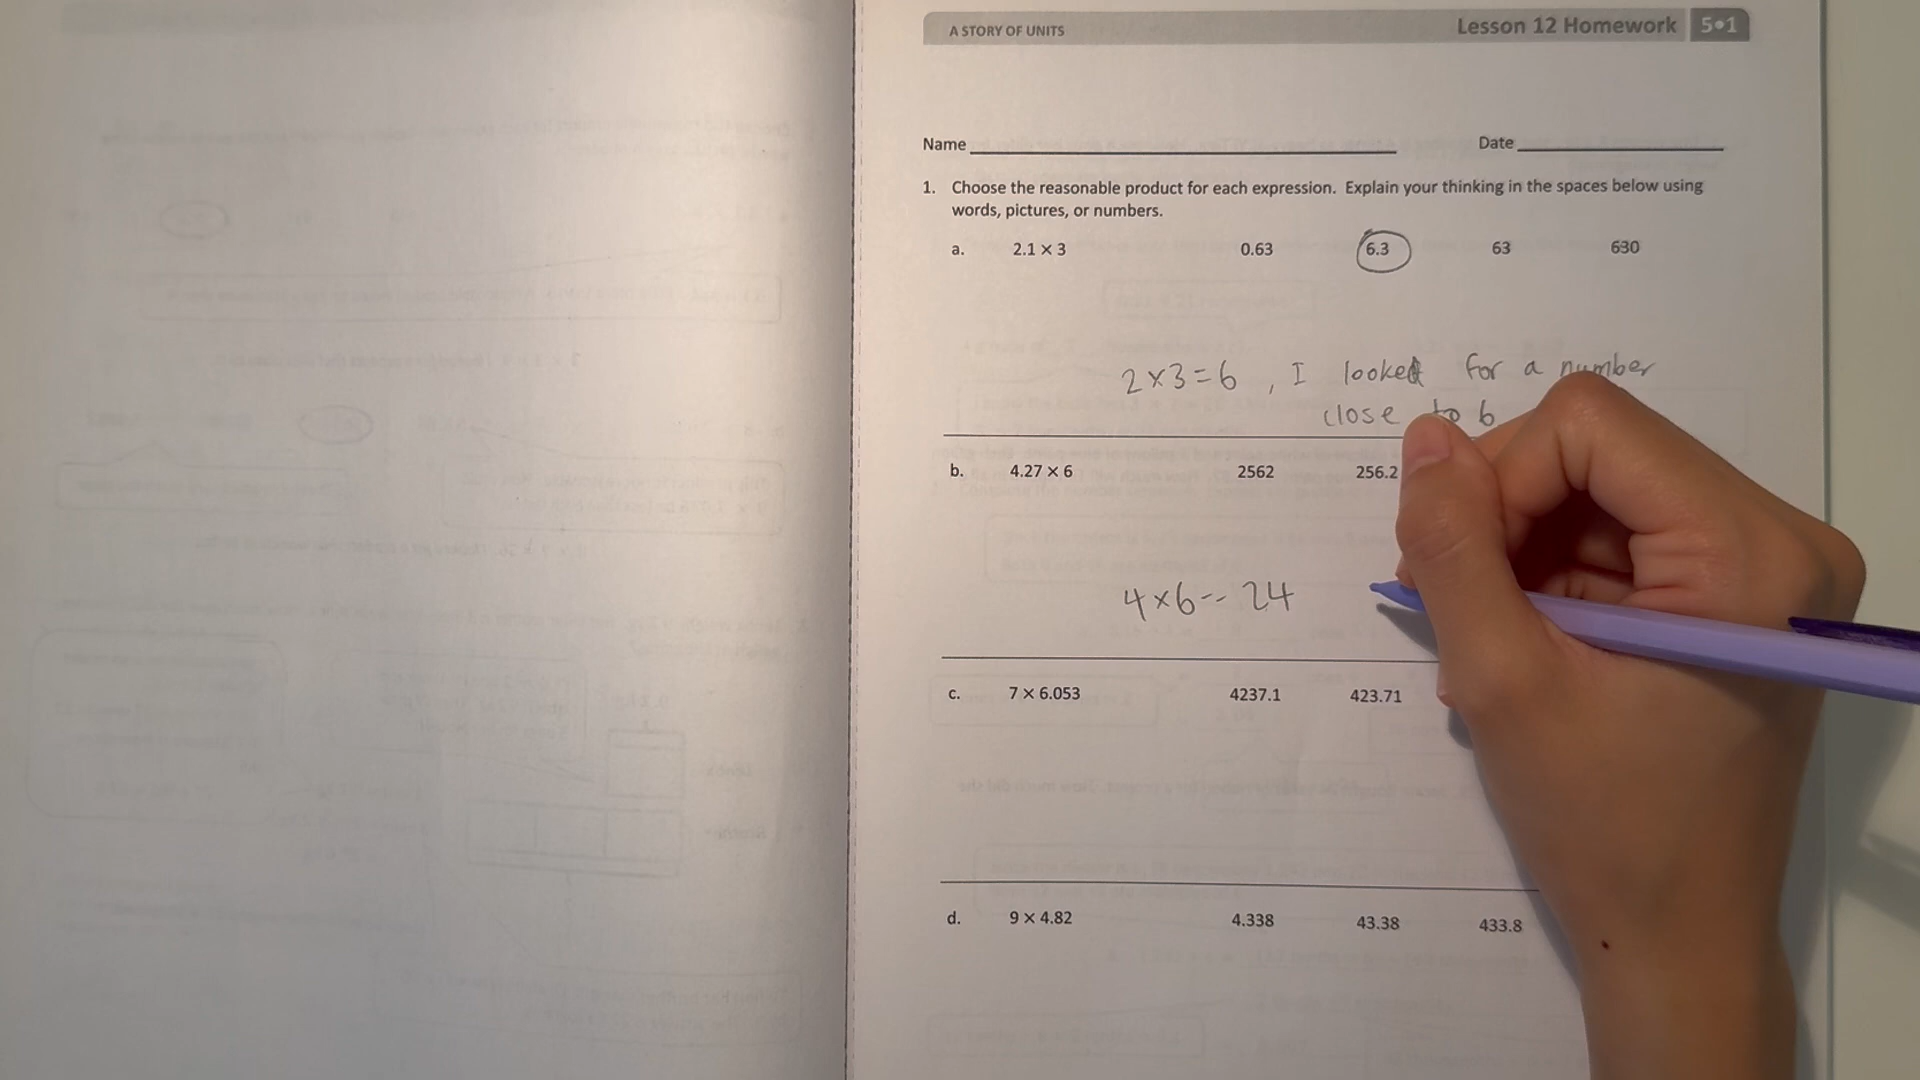 A STORY OF UNITS
Lesson 12 Homework 5•1
Name
Date
1. Choose the reasonable product for each expression. Explain your thinking in the spaces below using
words, pictures, or numbers.
a. 2.1 × 3 0.63 6.3 63 630
2×3=6 , I looked for a number
close to 6
b. 4.27 × 6 2562 256.2
4×6-- 24
c. 7 × 6.053 4237.1 423.71
d. 9 × 4.82 4.338 43.38 433.8